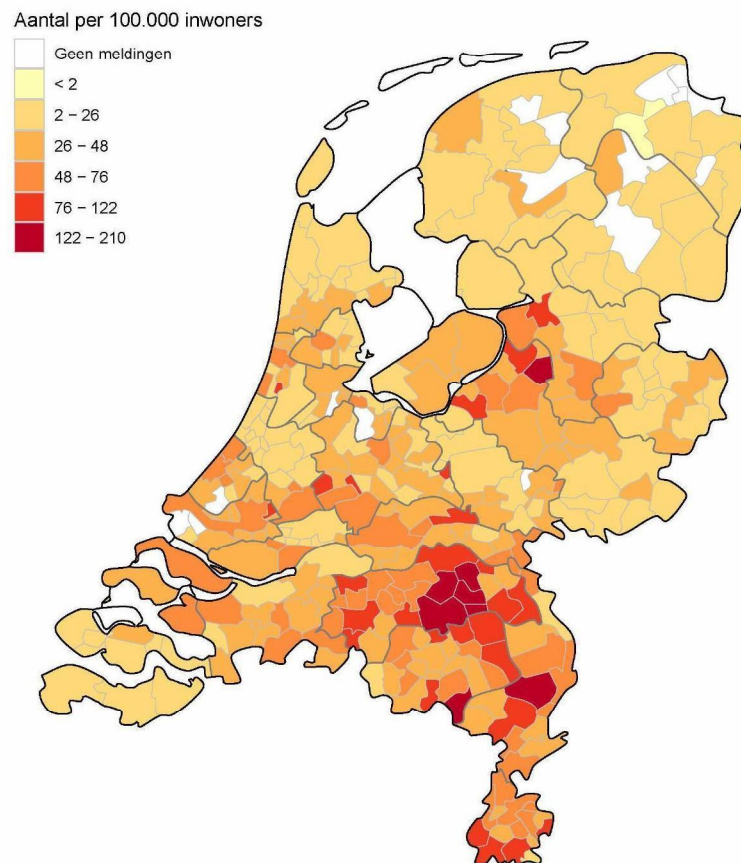 Aantal per 100.000 inwoners
Geen meldingen
< 2
2 – 26
26 – 48
48 – 76
76 – 122
122 – 210